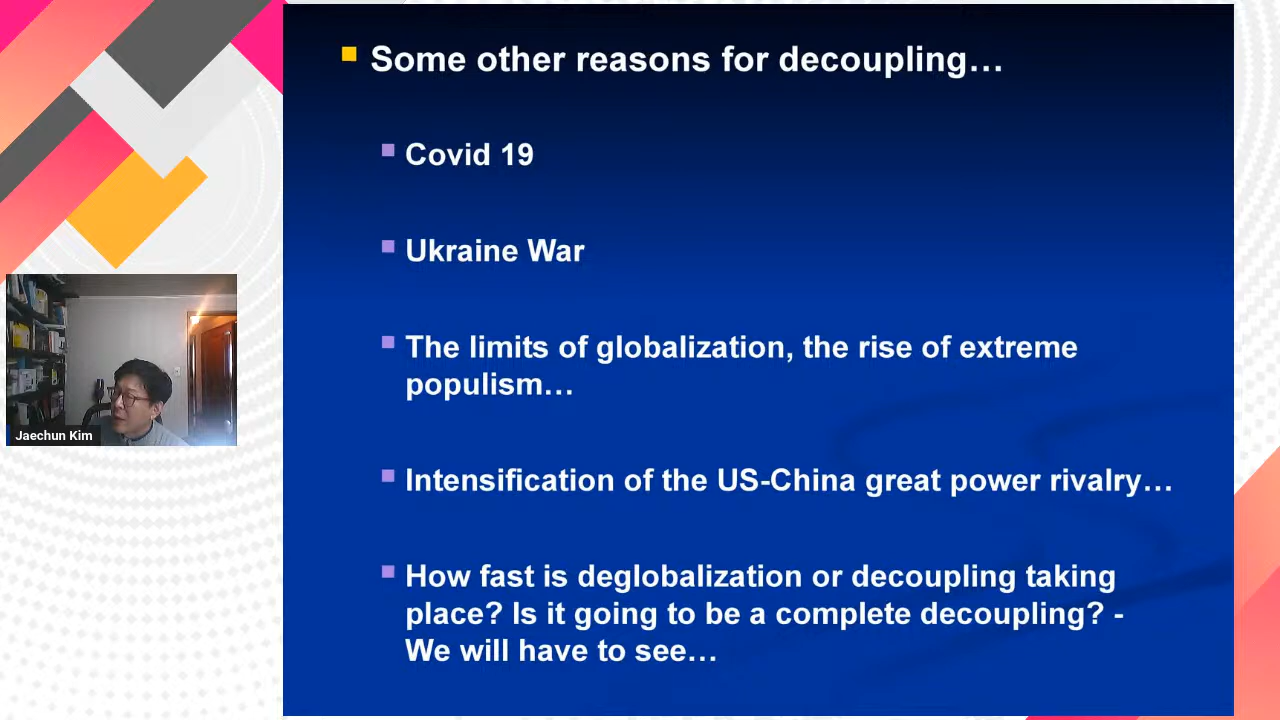 Some other reasons for decoupling…
Covid 19
Ukraine War
The limits of globalization, the rise of extreme
populism…
Intensification of the US-China great power rivalry…
How fast is deglobalization or decoupling taking
place? Is it going to be a complete decoupling? -
We will have to see…
Jaechun Kim